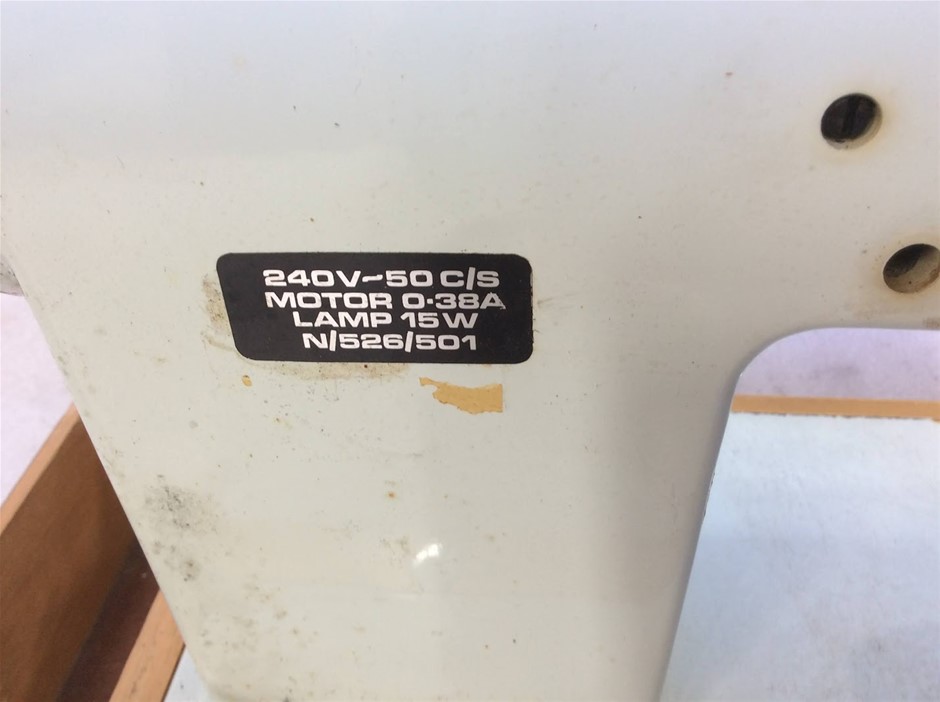 240V~50 C/S
MOTOR 0·38A
LAMP 15W
N/526/501